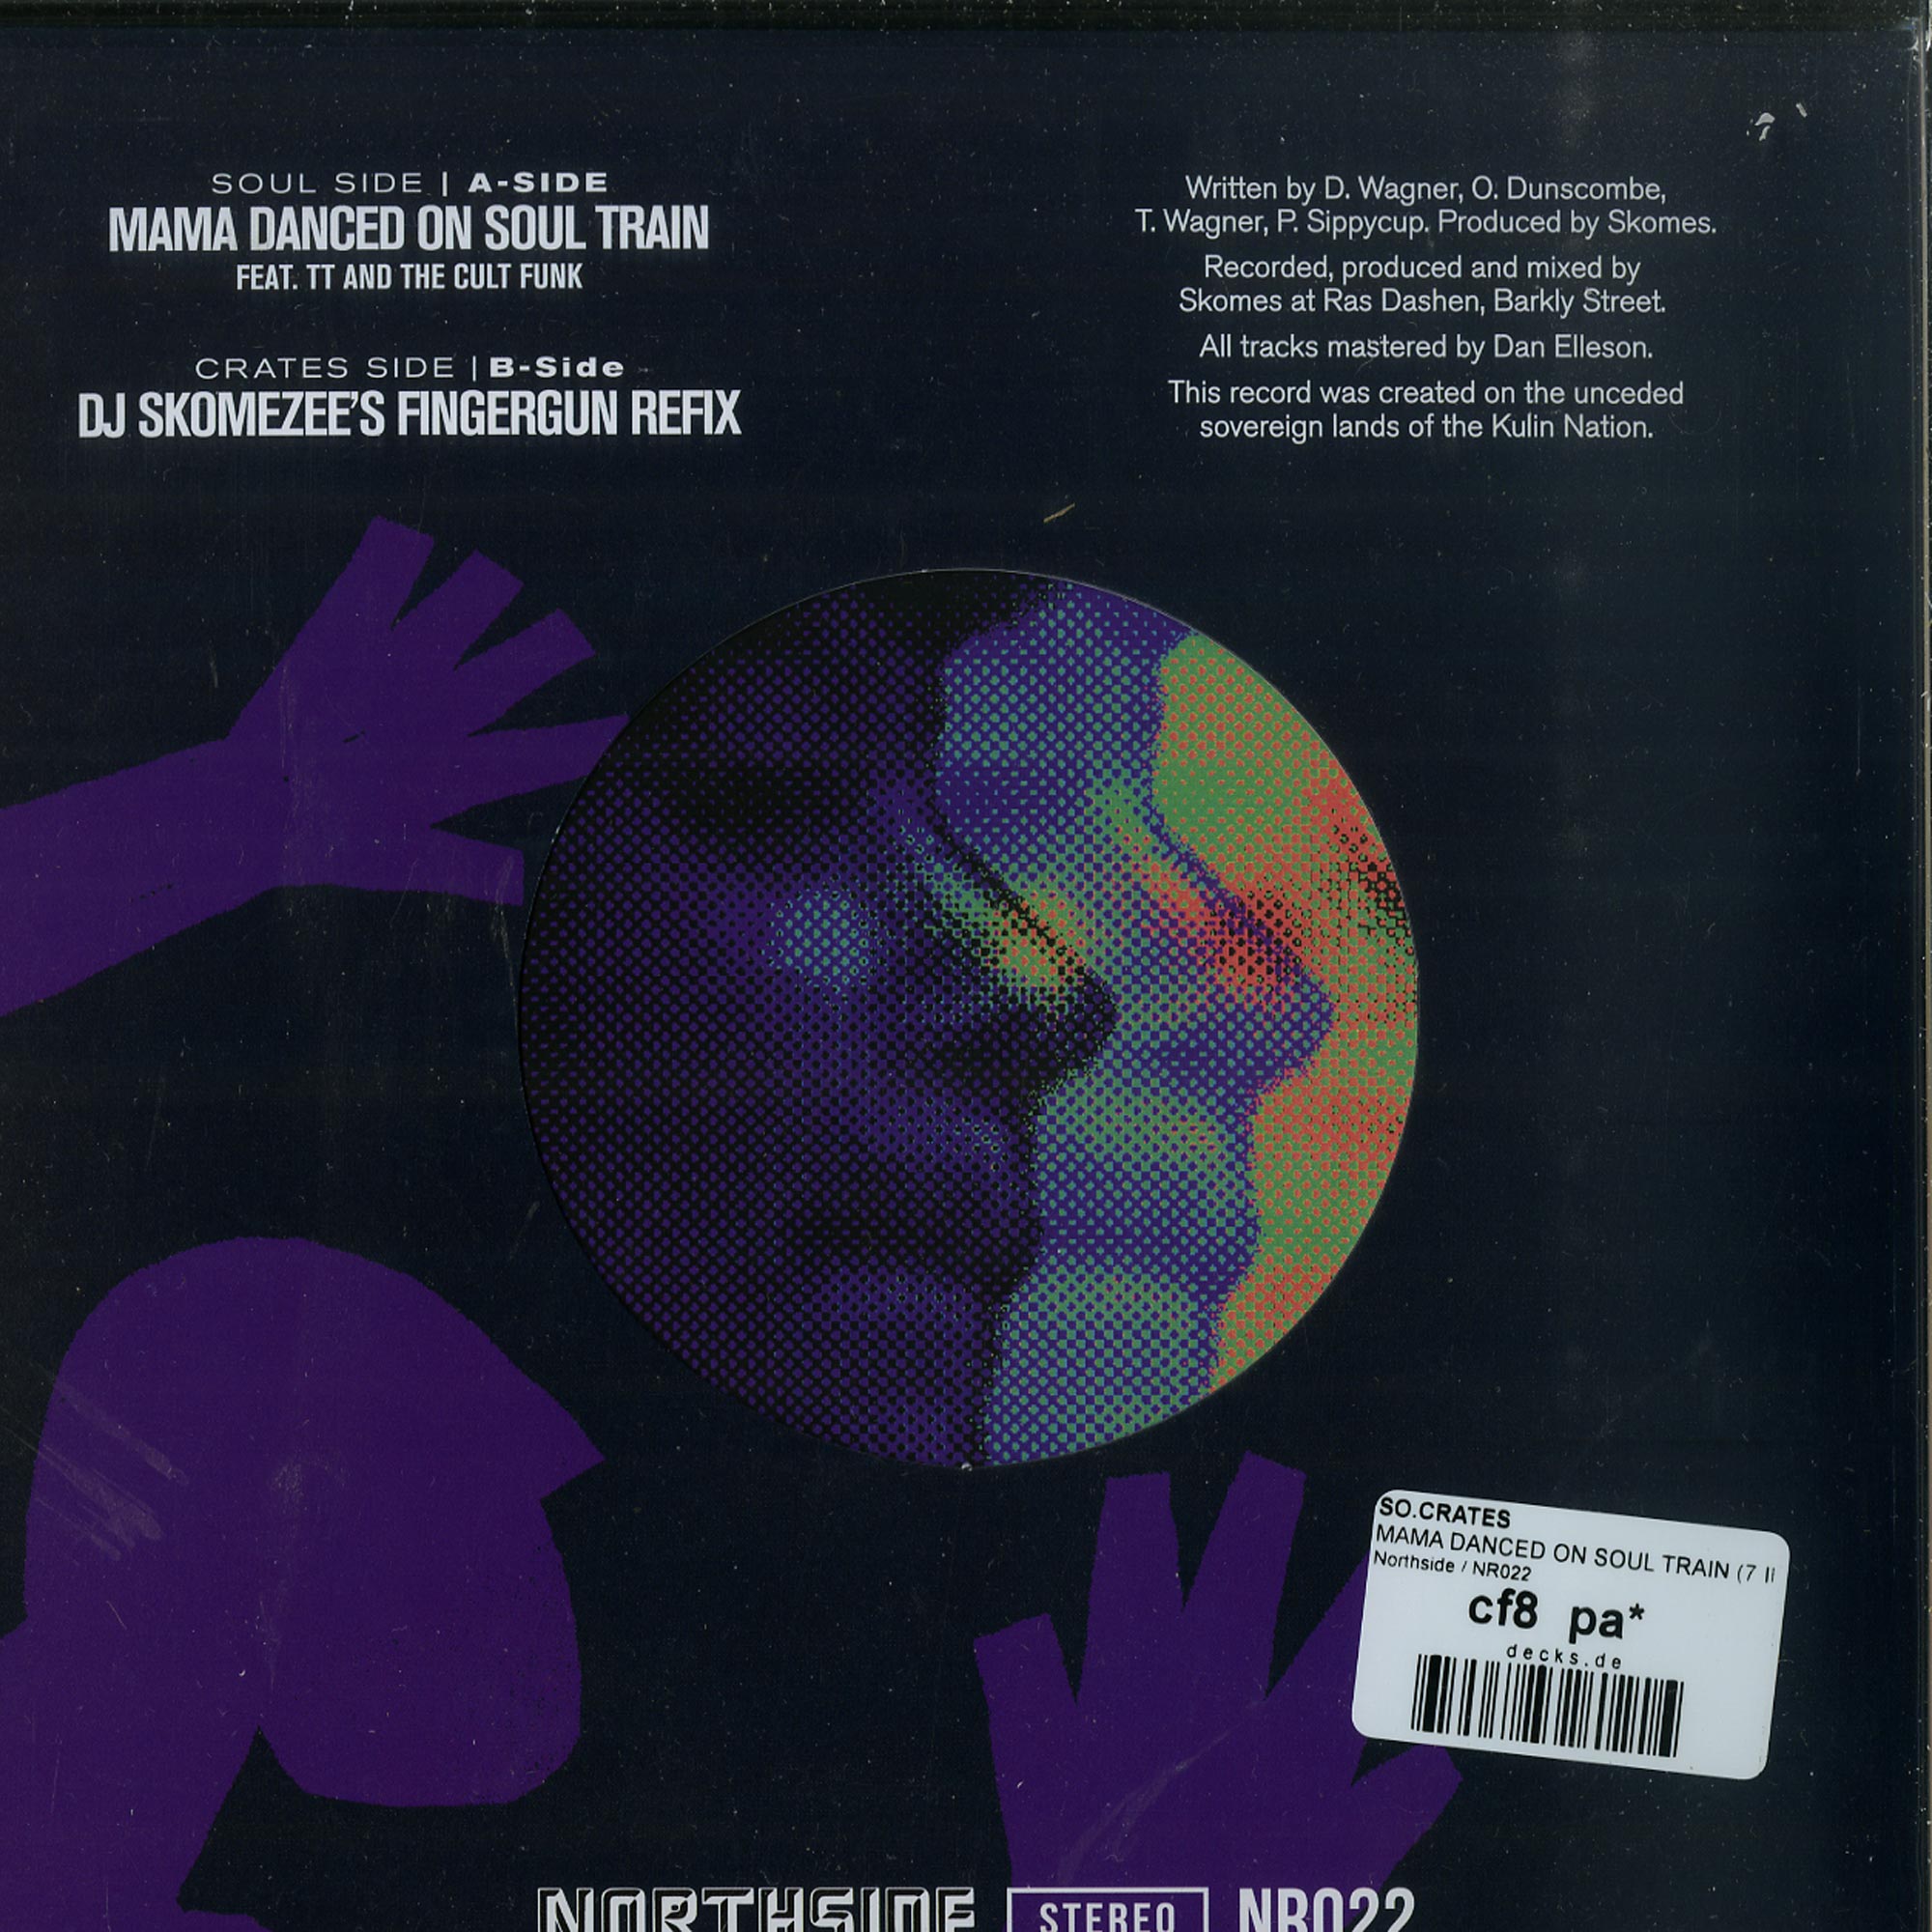 SOUL SIDE | A-SIDE
MAMA DANCED ON SOUL TRAIN
FEAT. TT AND THE CULT FUNK
CRATES SIDE | B-Side
DJ SKOMEZEE'S FINGERGUN REFIX
Written by D. Wagner, O. Dunscombe,
T. Wagner, P. Sippycup. Produced by Skomes.
Recorded, produced and mixed by
Skomes at Ras Dashen, Barkly Street.
All tracks mastered by Dan Elleson.
This record was created on the unceded
sovereign lands of the Kulin Nation.
SO.CRATES
MAMA DANCED ON SOUL TRAIN (7
Northside / NR022
cf8 pa*
decks.de
NORTHSIDE STEREO NR022